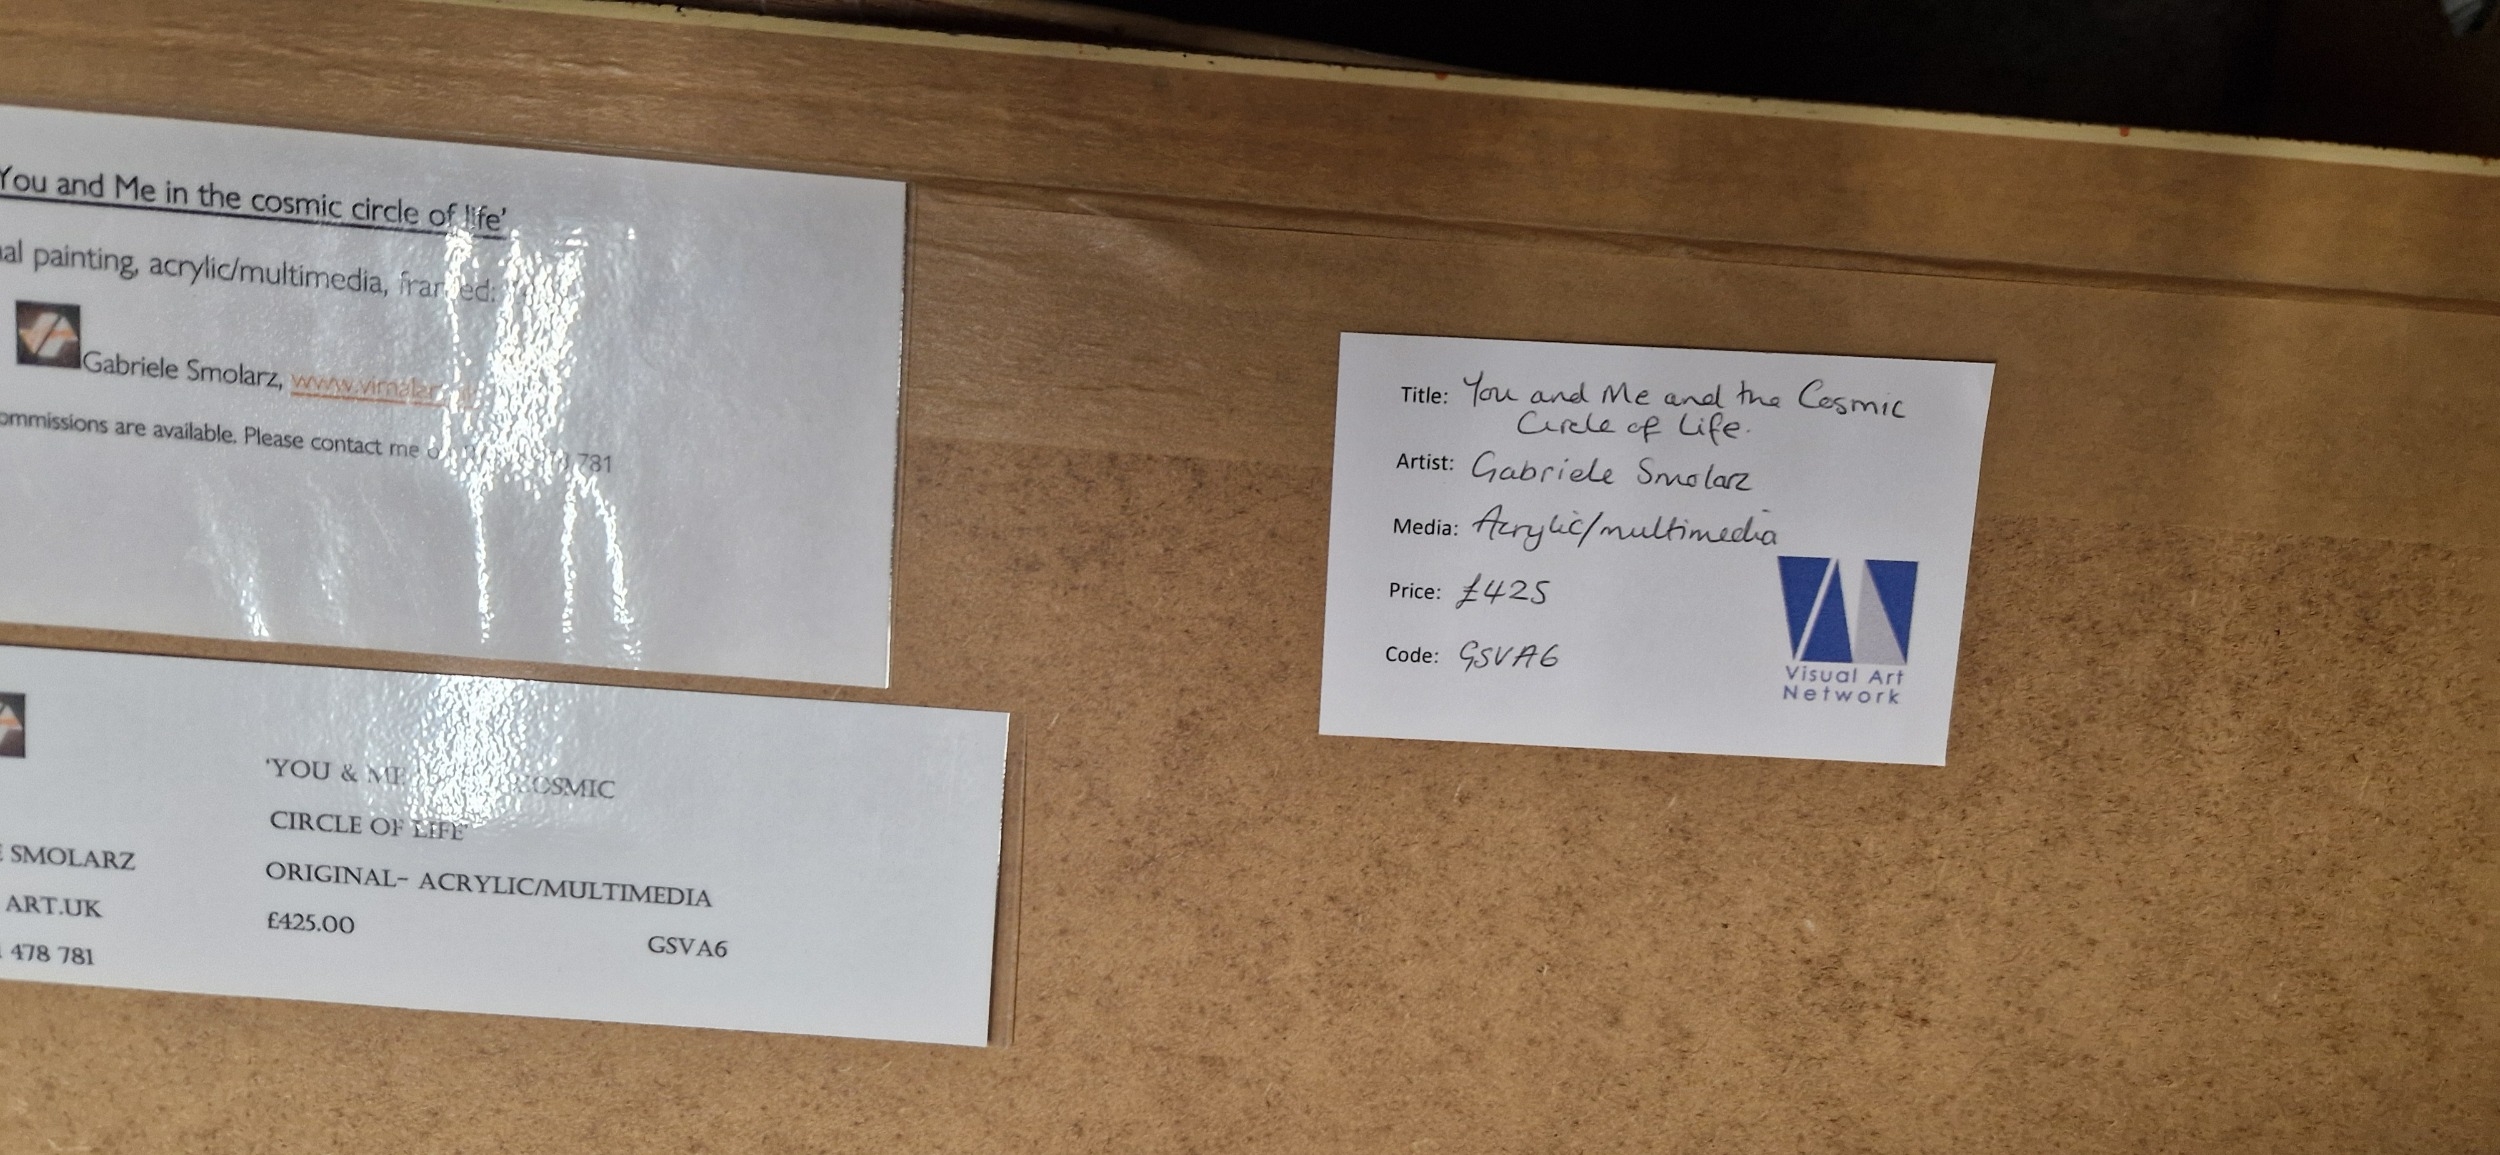 You and Me in the cosmic circle of life'
painting, acrylic/multimedia, framed:
Gabriele Smolarz,
are available. Please contact me 781
'YOU & ME COSMIC
CIRCLE OF LIFE'
SMOLARZ
ORIGINAL- ACRYLIC/MULTIMEDIA
ART.UK
£425.00
478 781
GSVA6
Title: You and Me and the Cosmic
Circle of Life.
Artist: Gabriele Smolarz
Media: Acrylic/multimedia
Price: £425
Code: GSVA6
Visual Art
Network